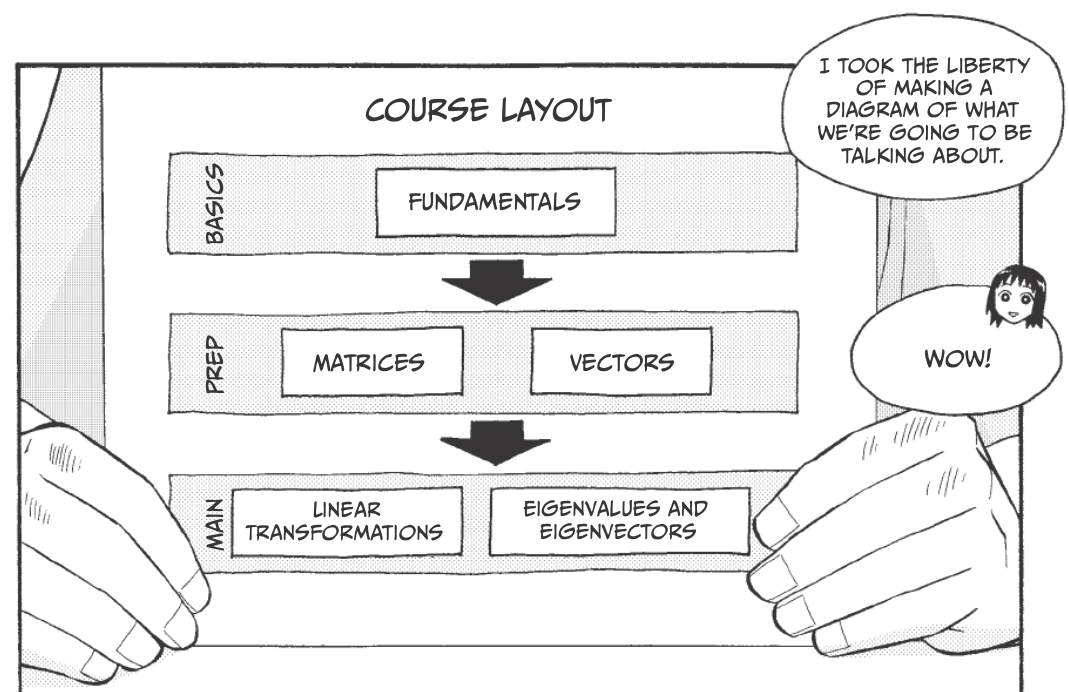 I TOOK THE LIBERTY
OF MAKING A
DIAGRAM OF WHAT
WE'RE GOING TO BE
TALKING ABOUT.
COURSE LAYOUT
BASICS
FUNDAMENTALS
WOW!
PREP
MATRICES
VECTORS
MAIN
LINEAR
TRANSFORMATIONS
EIGENVALUES AND
EIGENVECTORS